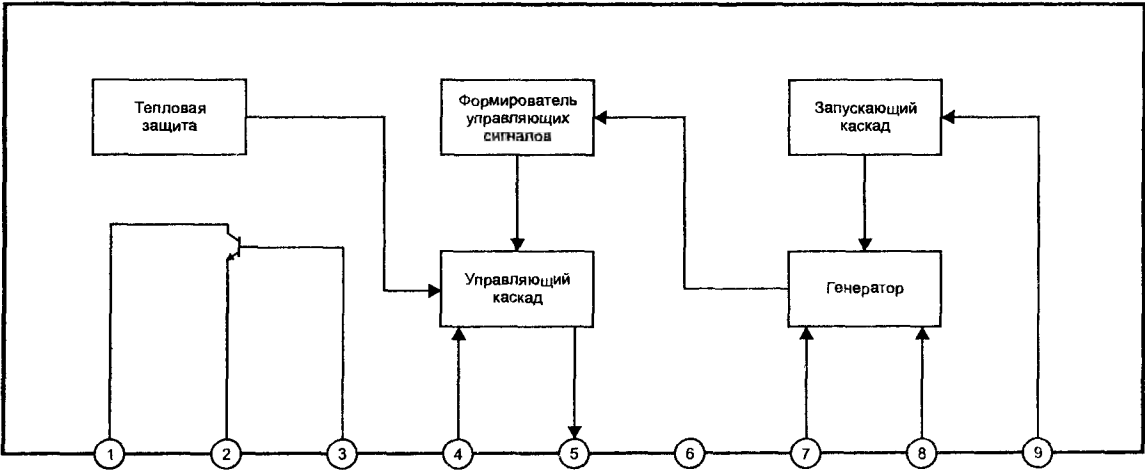 Тепловая
защита
Формирователь
управляющих
сигналов
Запускающий
каскад
Управляющий
каскад
Генератор
1 2 3 4 5 6 7 8 9